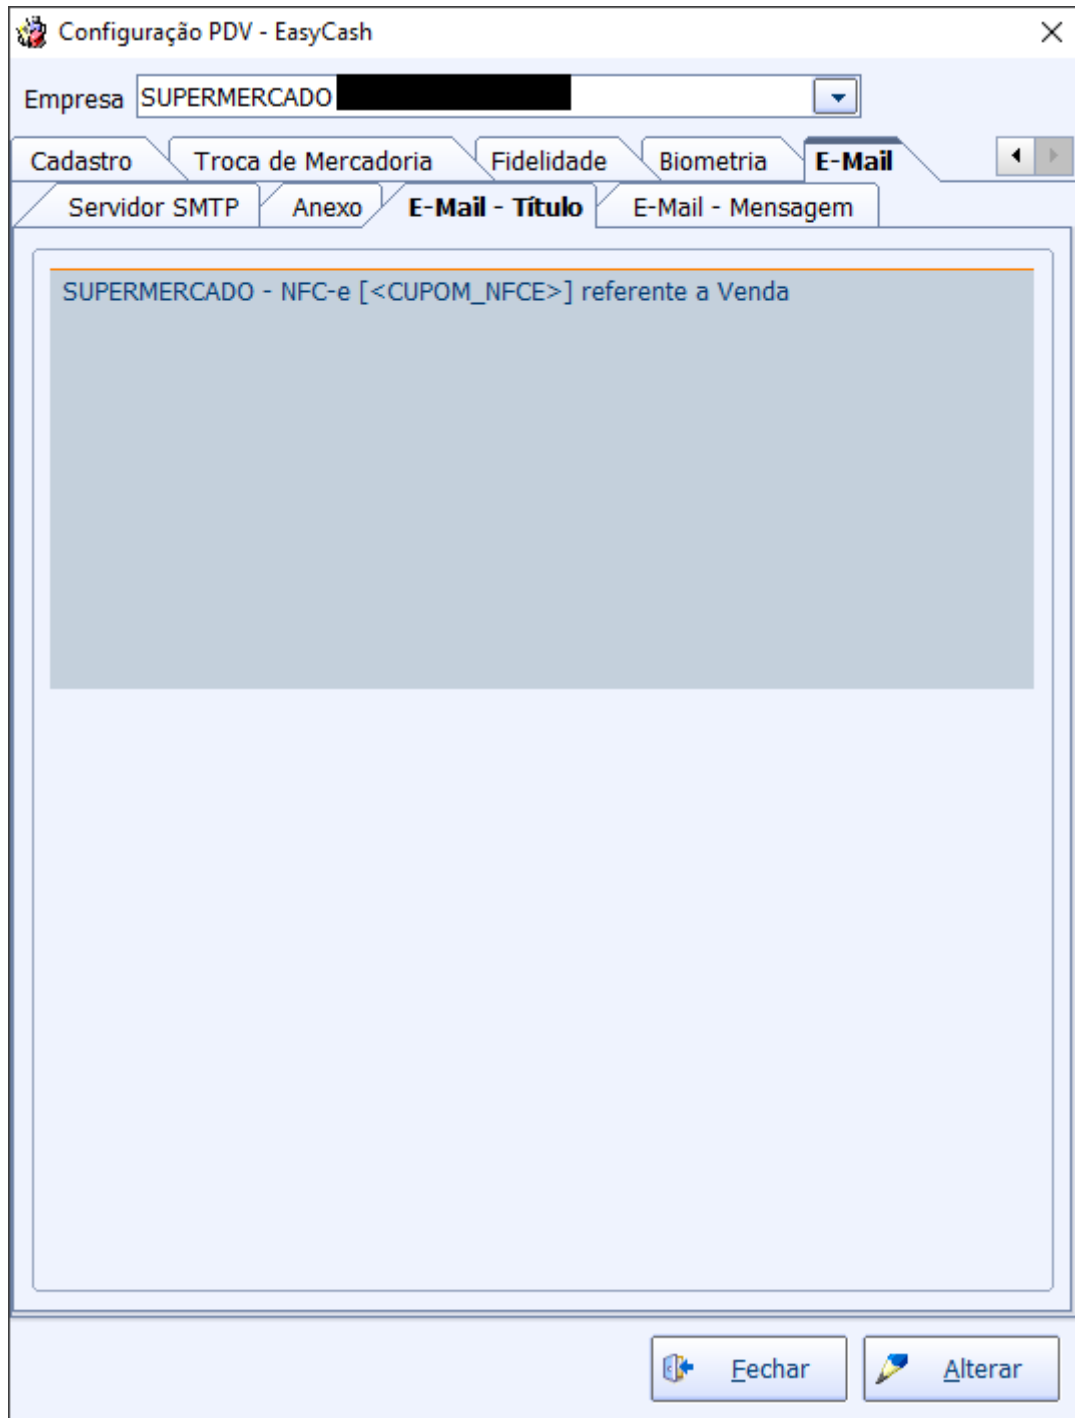 Configuração PDV - EasyCash
Empresa SUPERMERCADO
Cadastro Troca de Mercadoria Fidelidade Biometria E-Mail
Servidor SMTP Anexo E-Mail - Título E-Mail - Mensagem
SUPERMERCADO - NFC-e [<CUPOM_NFCE>] referente a Venda
Fechar Alterar